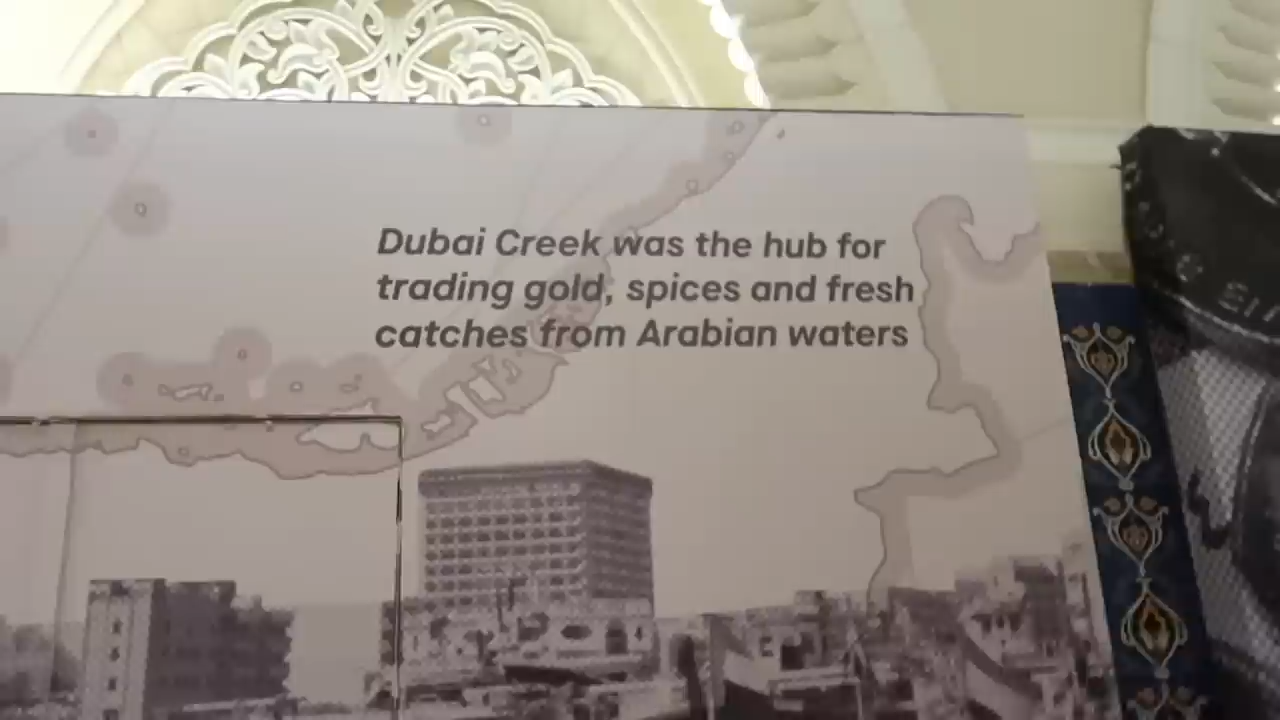 Dubai Creek was the hub for
trading gold, spices and fresh
catches from Arabian waters